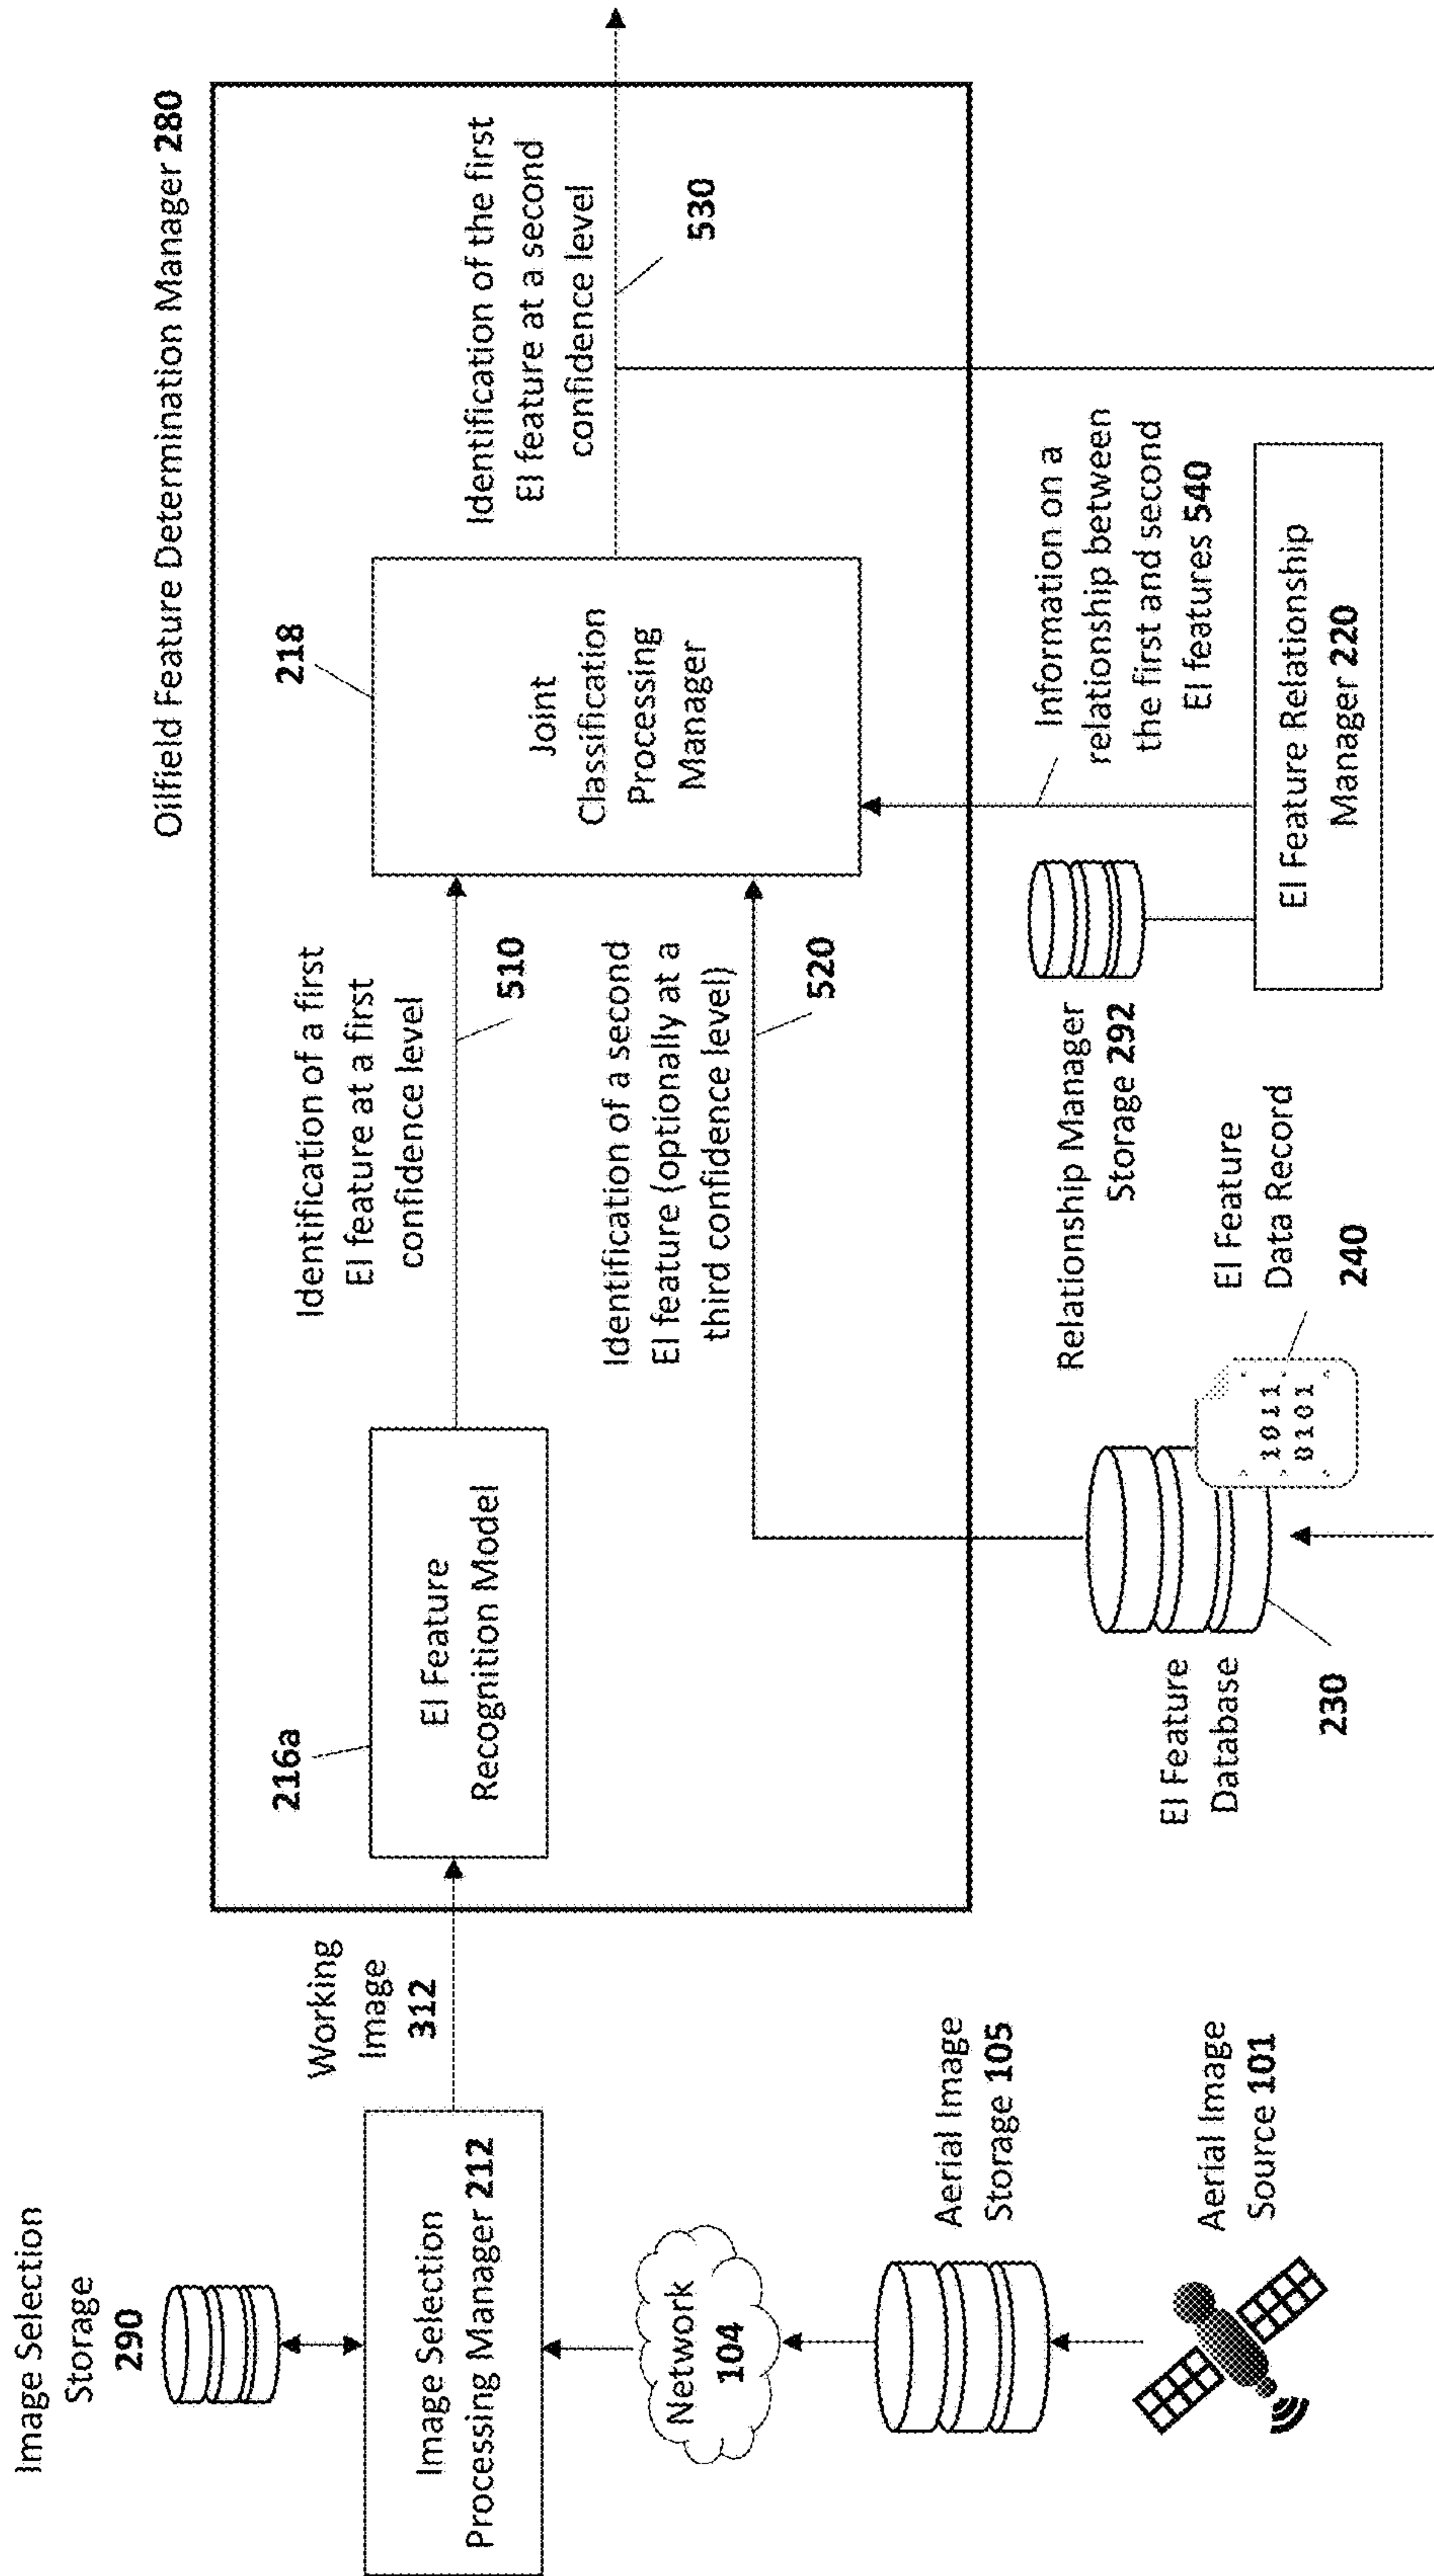 Oilfield Feature Determination Manager 280
Image Selection
Storage
290
Image Selection
Processing Manager 212
Working
Image
312
Network
104
Aerial Image
Storage 105
Aerial Image
Source 101
216a
EI Feature
Recognition Model
Identification of a first
EI feature at a first
confidence level
510
Identification of a second
EI feature (optionally at a
third confidence level)
520
218
Joint
Classification
Processing
Manager
Identification of the first
EI feature at a second
confidence level
530
EI Feature
Database
230
1011
0101
EI Feature
Data Record
240
Relationship Manager
Storage 292
Information on a
relationship between
the first and second
EI features 540
EI Feature Relationship
Manager 220